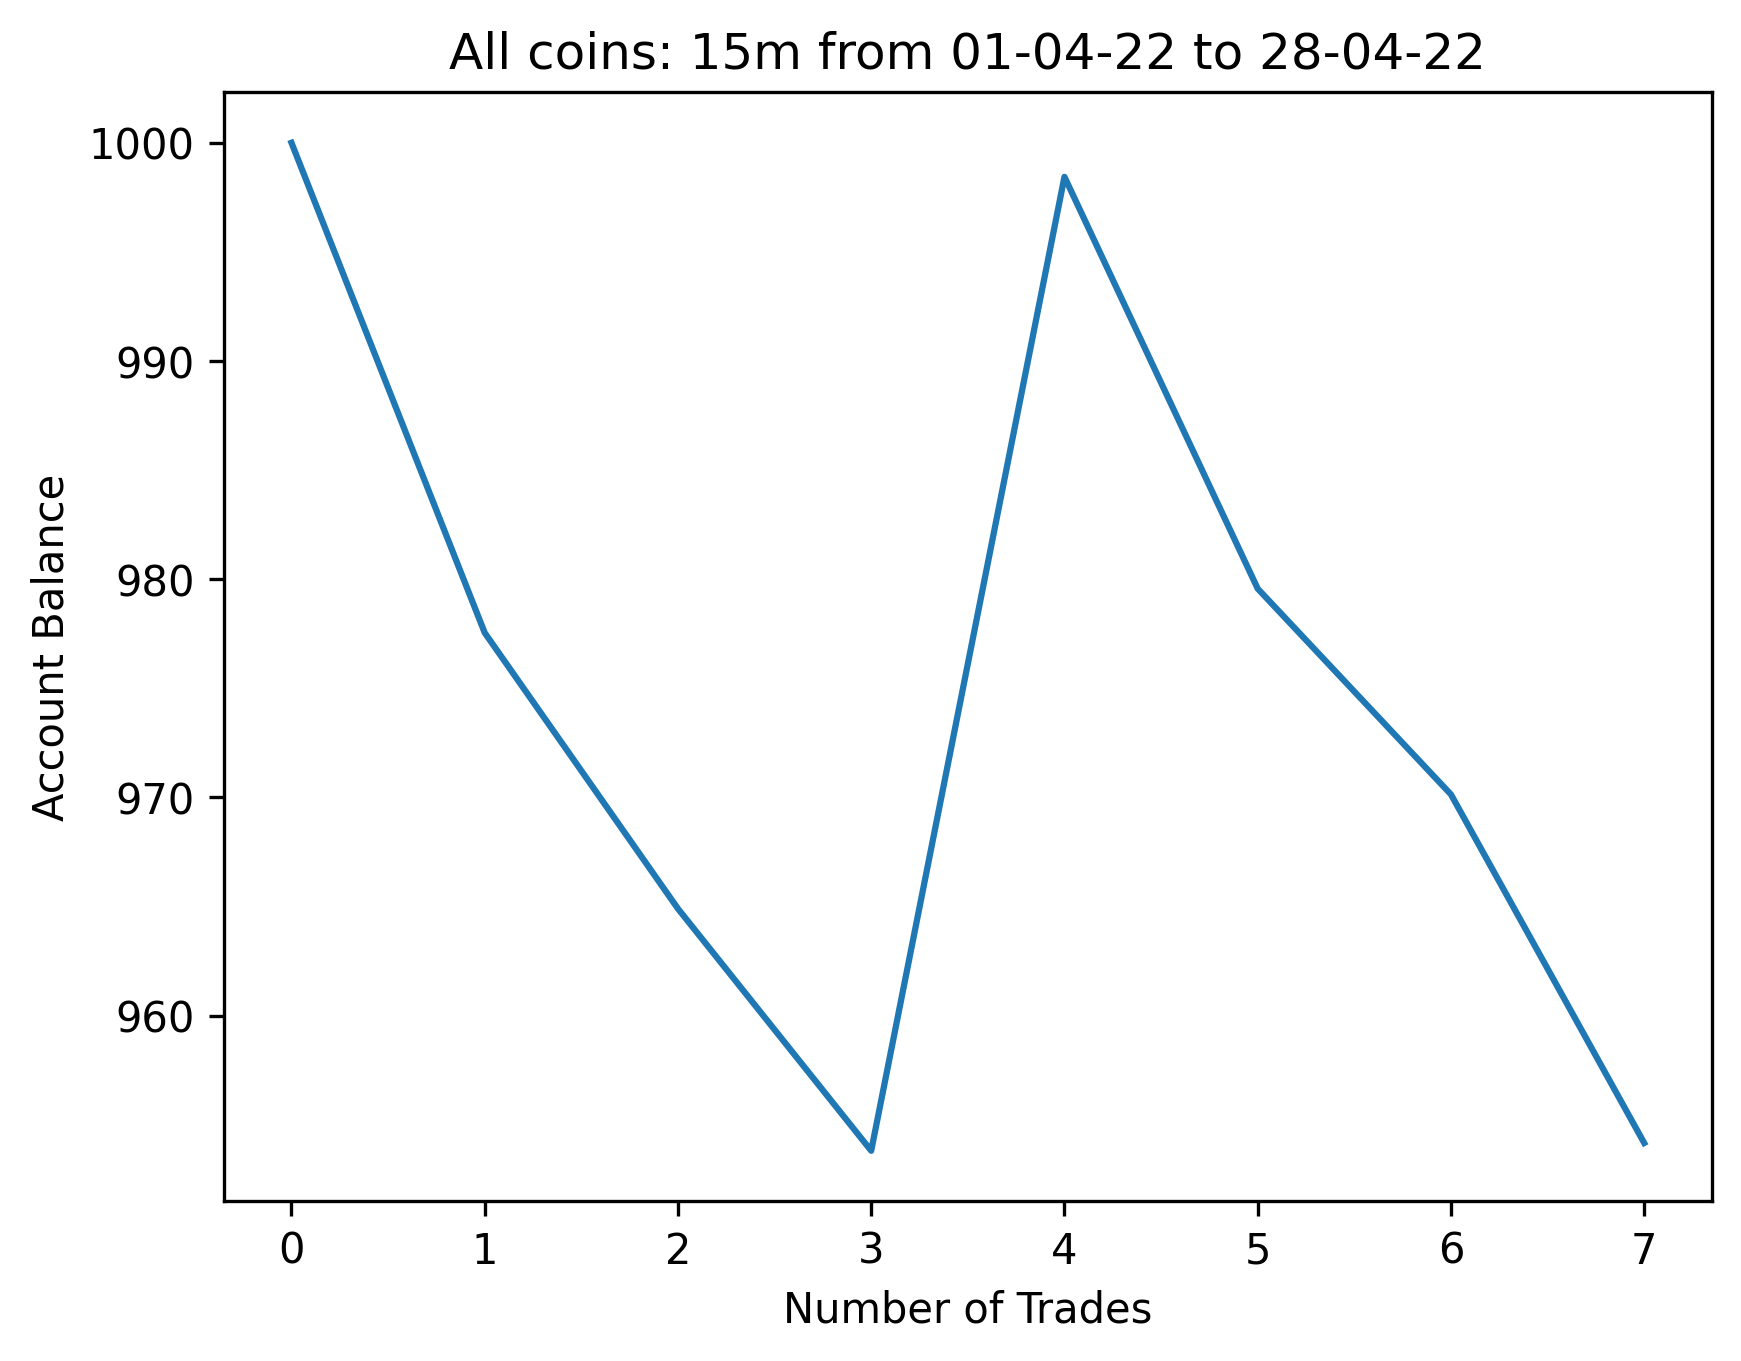 All coins: 15m from 01-04-22 to 28-04-22
Account Balance
1000
990
980
970
960
0 1 2 3 4 5 6 7
Number of Trades